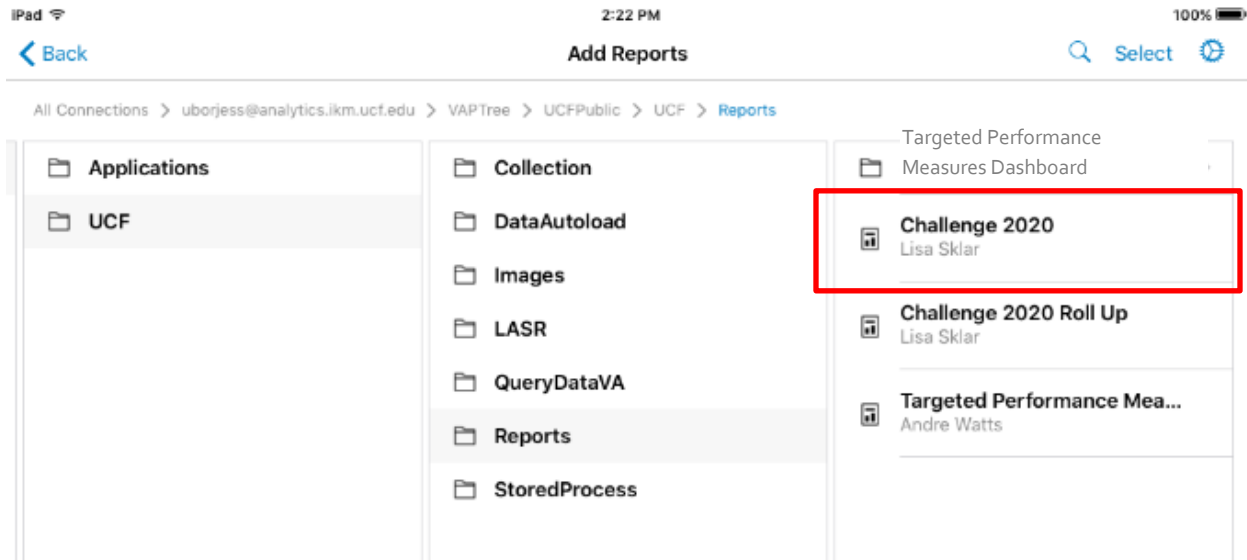 iPad 2:22 PM 100%
Back Add Reports Select
All Connections > uborjess@analytics.ikm.ucf.edu > VAPTree > UCFPublic > UCF > Reports
Applications
UCF
Collection
DataAutoload
Images
LASR
QueryDataVA
Reports
StoredProcess
Targeted Performance
Measures Dashboard
Challenge 2020
Lisa Sklar
Challenge 2020 Roll Up
Lisa Sklar
Targeted Performance Mea...
Andre Watts